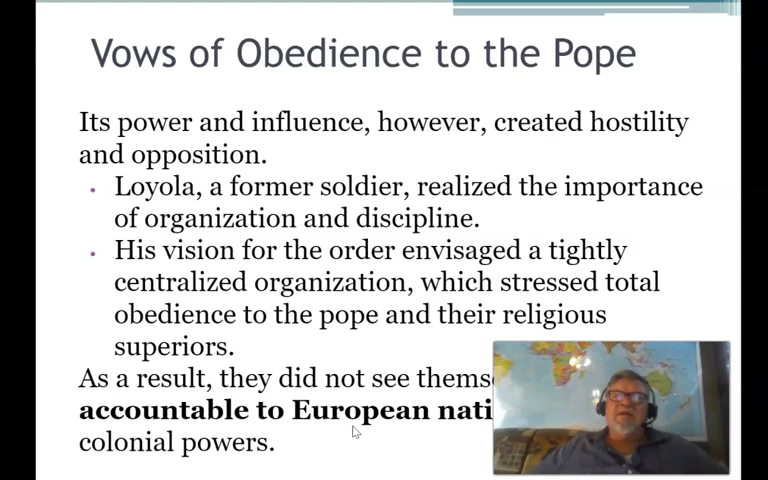 Vows of Obedience to the Pope
Its power and influence, however, created hostility
and opposition.
• Loyola, a former soldier, realized the importance
of organization and discipline.
• His vision for the order envisaged a tightly
centralized organization, which stressed total
obedience to the pope and their religious
superiors.
As a result, they did not see
accountable to European
colonial powers.